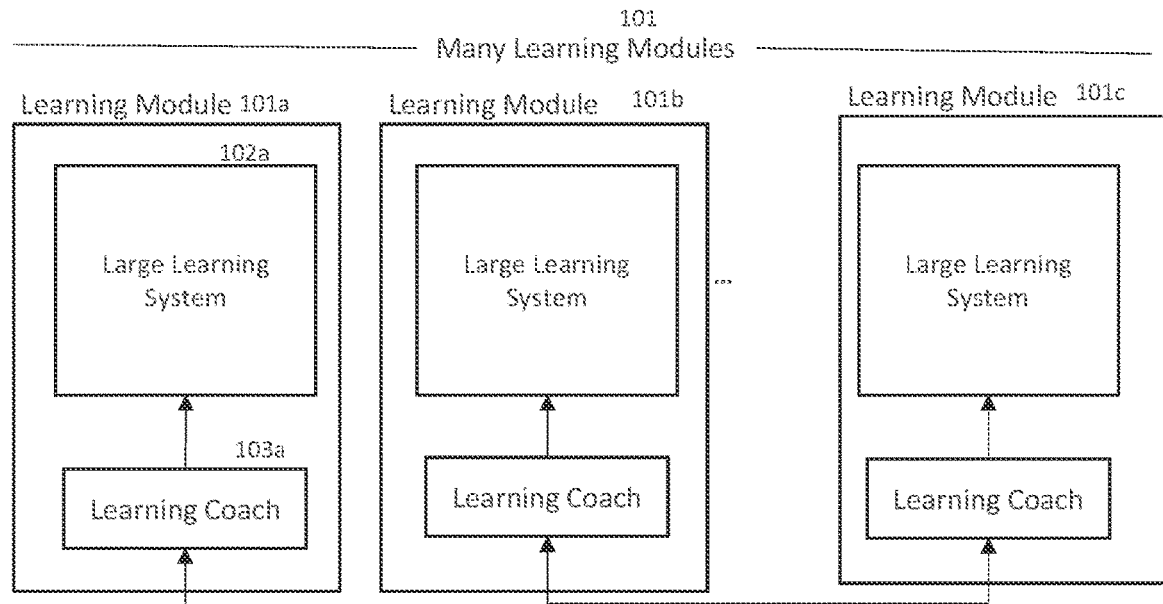 101
Many Learning Modules
Learning Module 101a
Learning Module 101b
Learning Module 101c
102a
Large Learning
System
Large Learning
System
...
Large Learning
System
103a
Learning Coach
Learning Coach
Learning Coach